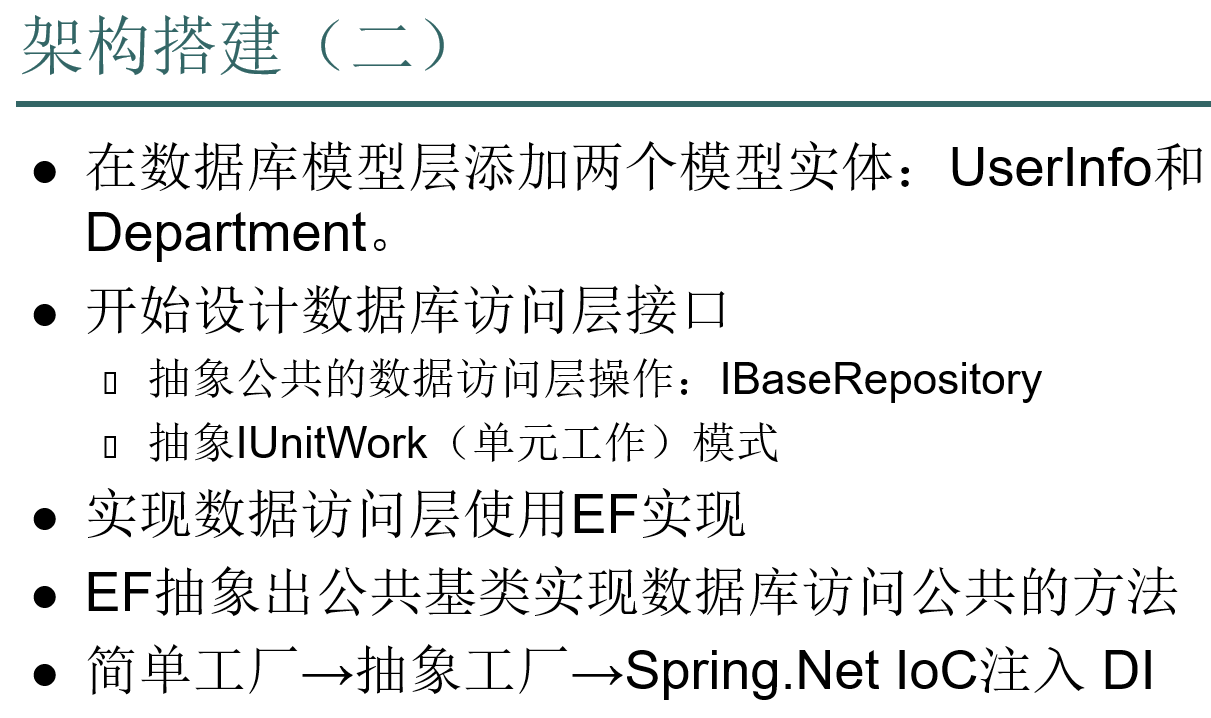 架构搭建（二）
● 在数据库模型层添加两个模型实体：UserInfo和
Department。
● 开始设计数据库访问层接口
▯ 抽象公共的数据访问层操作：IBaseRepository
▯ 抽象IUnitWork（单元工作）模式
● 实现数据访问层使用EF实现
● EF抽象出公共基类实现数据库访问公共的方法
● 简单工厂→抽象工厂→Spring.Net IoC注入 DI